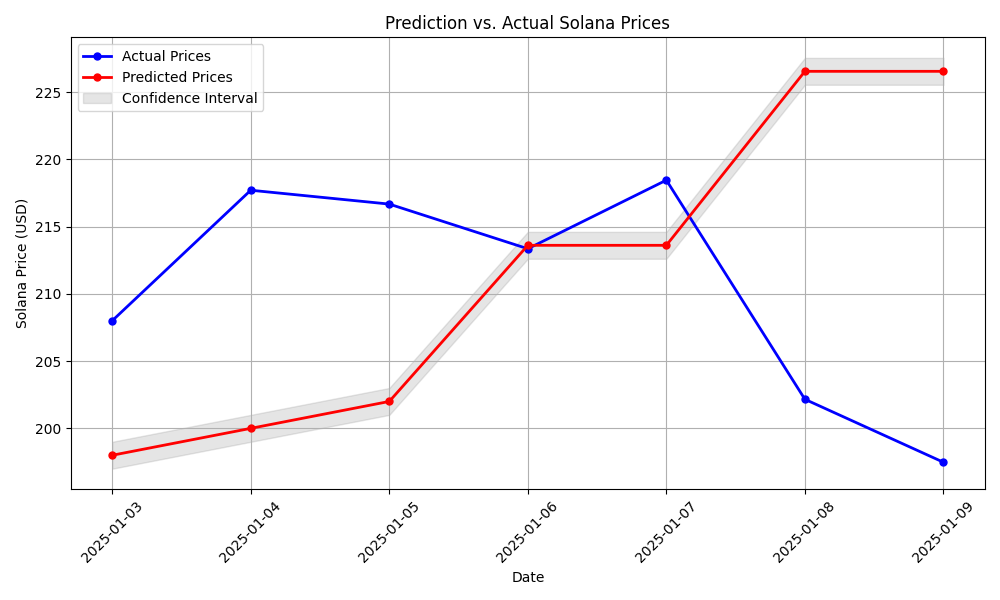 Prediction vs. Actual Solana Prices
Actual Prices
Predicted Prices
Confidence Interval
Solana Price (USD)
225
220
215
210
205
200
2025-01-03
2025-01-04
2025-01-05
2025-01-06
2025-01-07
2025-01-08
2025-01-09
Date